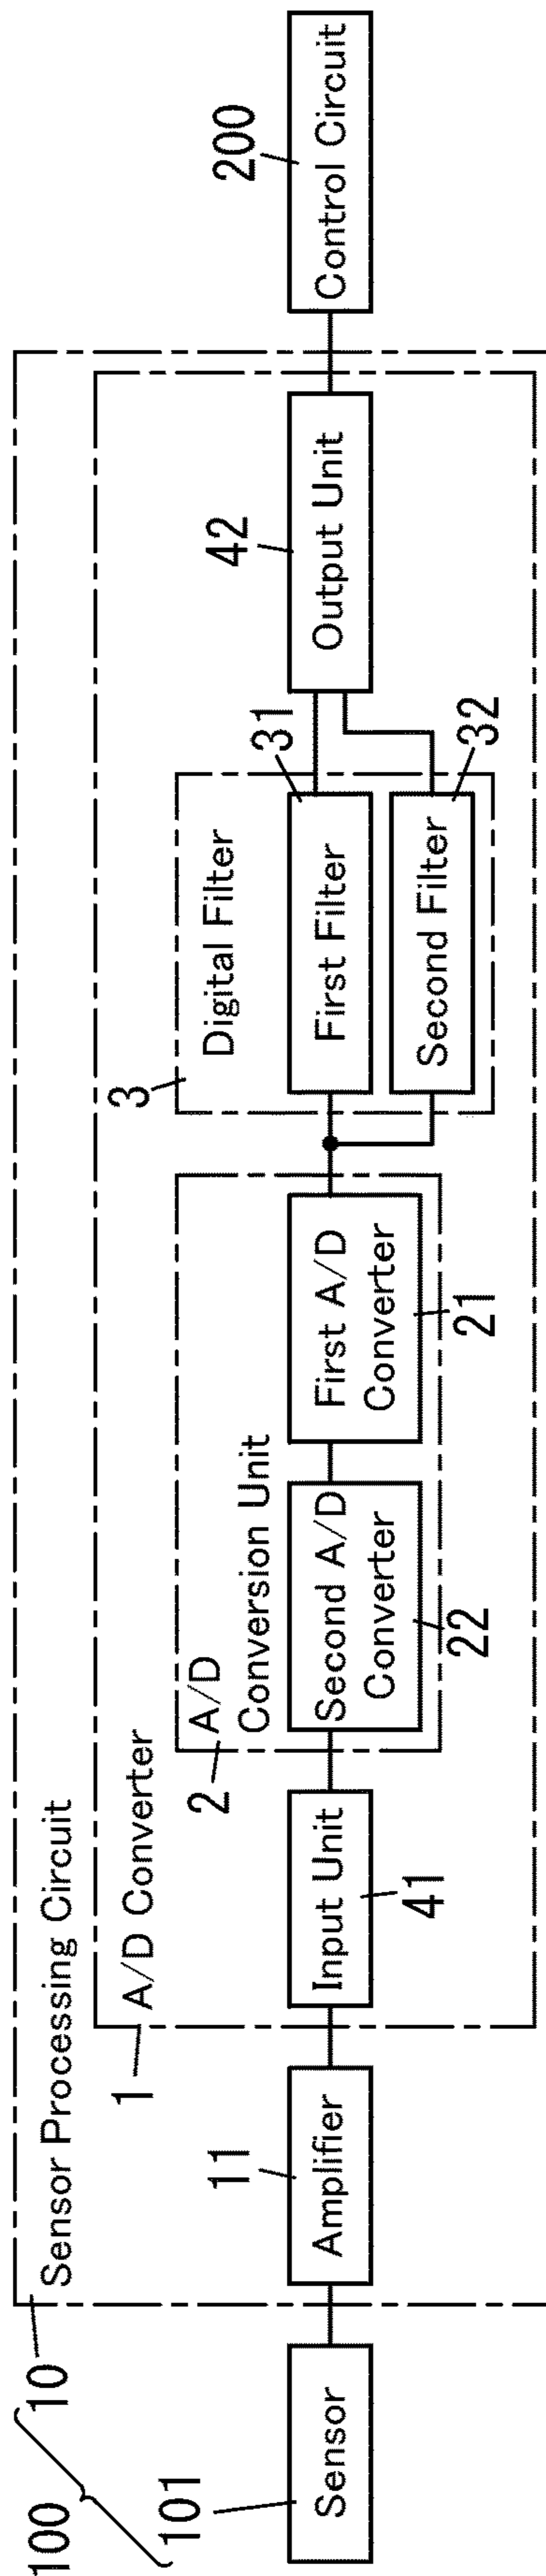 100
10
Sensor Processing Circuit
101
Sensor
11
Amplifier
1
A/D Converter
Input Unit
41
2
A/D
Conversion Unit
Second A/D
Converter
22
First A/D
Converter
21
3
Digital Filter
First Filter
31
Second Filter
32
42
Output Unit
200
Control Circuit